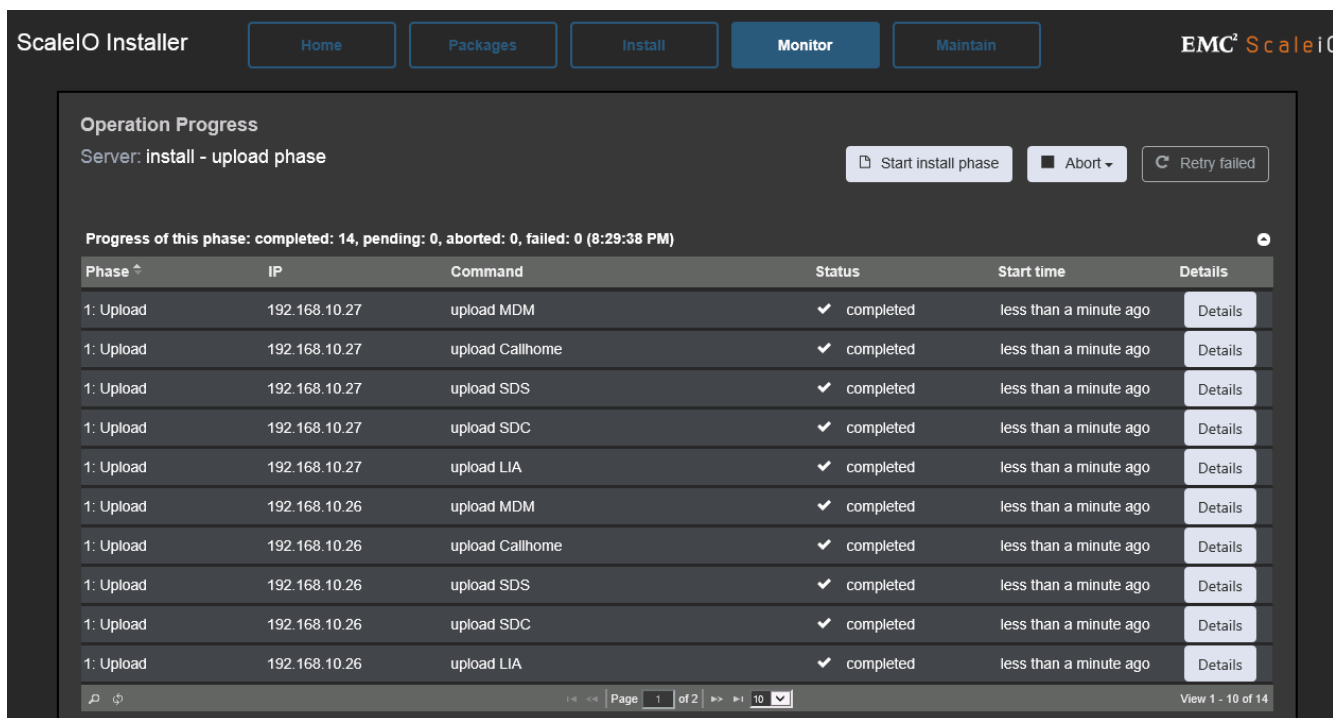 ScaleIO Installer
Home
Packages
Install
Monitor
Maintain
EMC² ScaleiO
Operation Progress
Server: install - upload phase
Start install phase
Abort
Retry failed
Progress of this phase: completed: 14, pending: 0, aborted: 0, failed: 0 (8:29:38 PM)
Phase IP Command Status Start time Details
1: Upload 192.168.10.27 upload MDM completed less than a minute ago Details
1: Upload 192.168.10.27 upload Callhome completed less than a minute ago Details
1: Upload 192.168.10.27 upload SDS completed less than a minute ago Details
1: Upload 192.168.10.27 upload SDC completed less than a minute ago Details
1: Upload 192.168.10.27 upload LIA completed less than a minute ago Details
1: Upload 192.168.10.26 upload MDM completed less than a minute ago Details
1: Upload 192.168.10.26 upload Callhome completed less than a minute ago Details
1: Upload 192.168.10.26 upload SDS completed less than a minute ago Details
1: Upload 192.168.10.26 upload SDC completed less than a minute ago Details
1: Upload 192.168.10.26 upload LIA completed less than a minute ago Details
Page 1 of 2 10 View 1 - 10 of 14